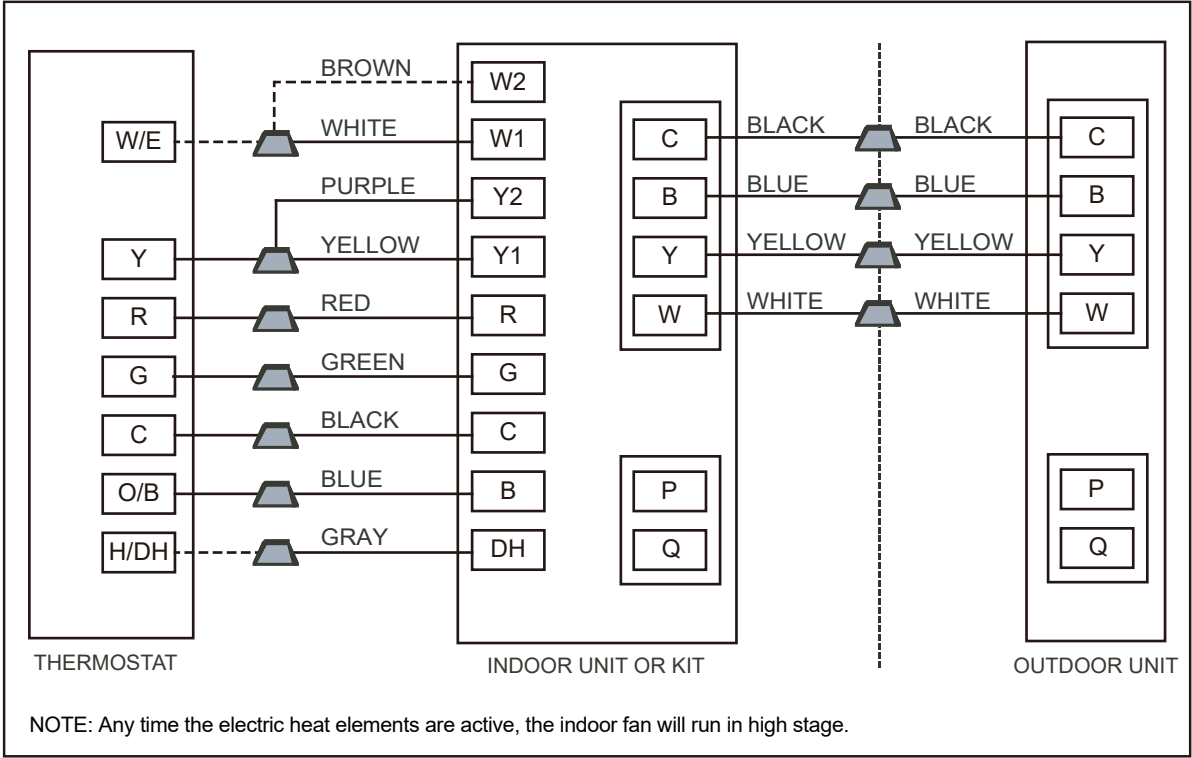 BROWN
W2
W/E
WHITE
W1
C
BLACK
BLACK
C
PURPLE
Y2
B
BLUE
BLUE
B
Y
YELLOW
Y1
Y
YELLOW
YELLOW
Y
R
RED
R
W
WHITE
WHITE
W
G
GREEN
G
C
BLACK
C
O/B
BLUE
B
P
P
H/DH
GRAY
DH
Q
Q
THERMOSTAT
INDOOR UNIT OR KIT
OUTDOOR UNIT
NOTE: Any time the electric heat elements are active, the indoor fan will run in high stage.